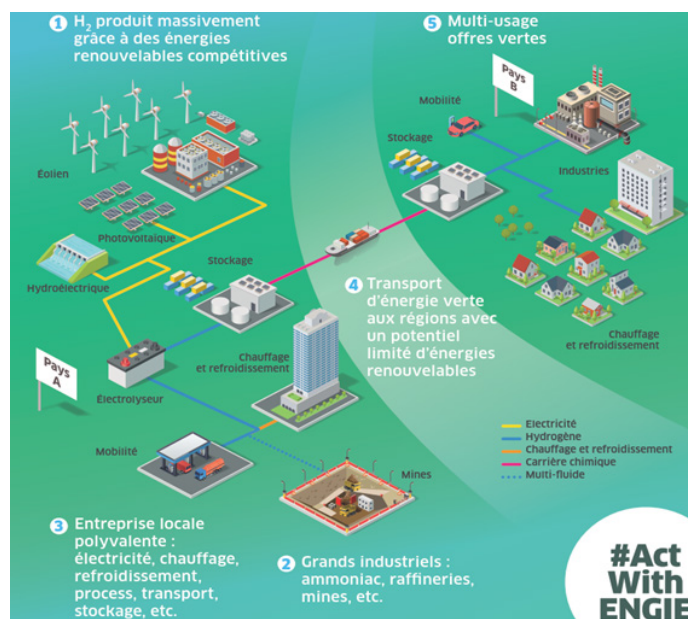 1 H₂ produit massivement
grâce à des énergies
renouvelables compétitives
5 Multi-usage
offres vertes
Pays
B
Mobilité
Stockage
Industries
Éolien
Photovoltaïque
Hydroélectrique
Stockage
4 Transport
d'énergie verte
aux régions avec
un potentiel
limité d'énergies
renouvelables
Chauffage
et refroidissement
Chauffage
et refroidissement
Pays
A
Électrolyseur
Mobilité
Mines
Electricité
Hydrogène
Chauffage et refroidissement
Carrière chimique
Multi-fluide
3 Entreprise locale
polyvalente :
électricité, chauffage,
refroidissement,
process, transport,
stockage, etc.
2 Grands industriels :
ammoniac, raffineries,
mines, etc.
#Act
With
ENGIE